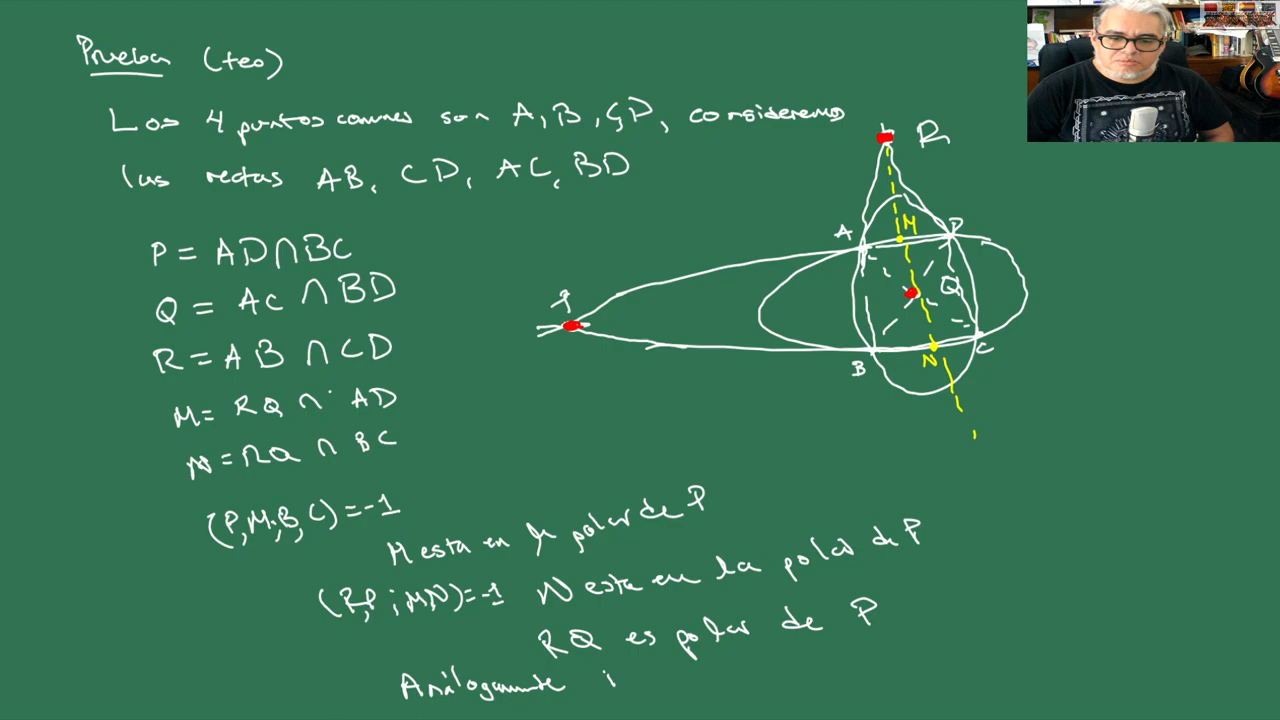 Prueba (teo)
Los 4 puntos comunes son A, B, C, D, consideremos
las rectas AB, CD, AC, BD
P = AD ∩ BC
Q = AC ∩ BD
R = AB ∩ CD
M = RQ ∩ AD
N = RQ ∩ BC
(P, M; B, C) = -1
M esta en la polar de P
; M, N) = -1 N esta en la polar de P
RQ es polar de P
Análogamente
R
A
M
D
Q
P
B
N
C